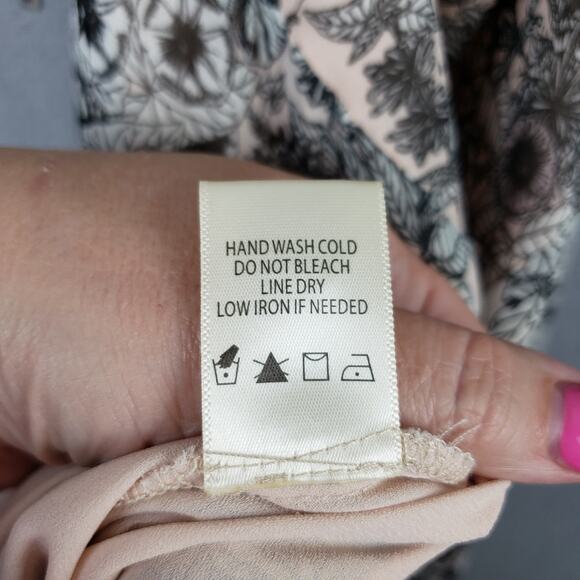 HAND WASH COLD
DO NOT BLEACH
LINE DRY
LOW IRON IF NEEDED